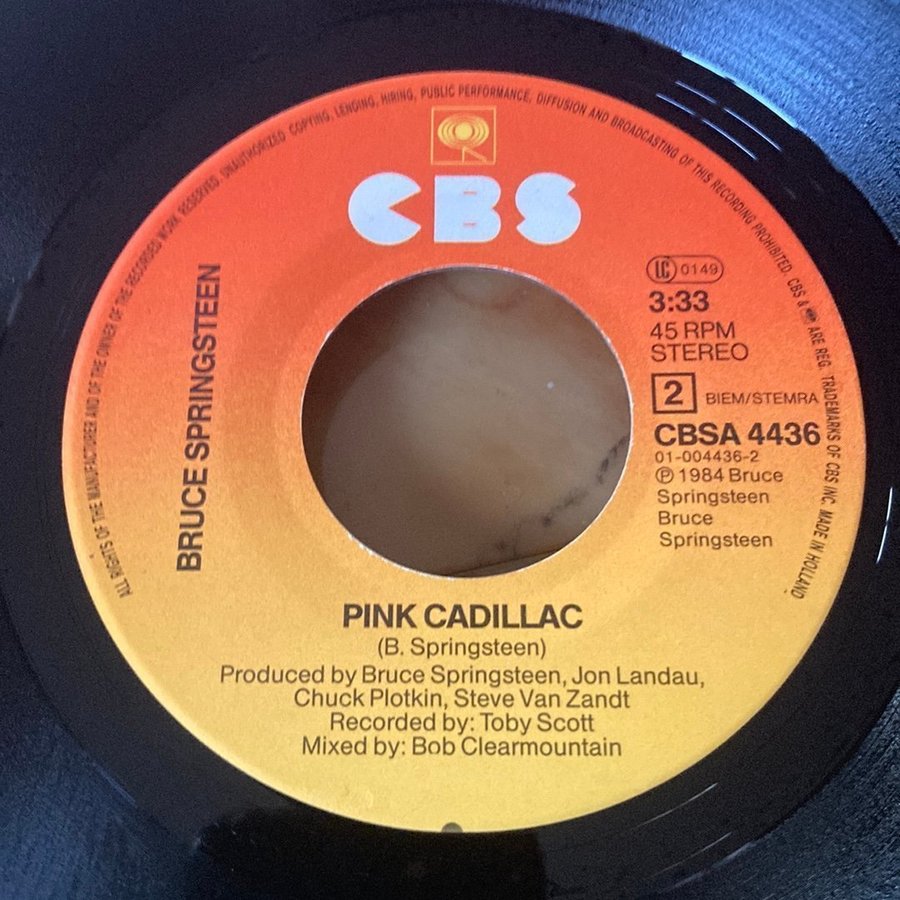 ALL RIGHTS OF THE MANUFACTURER AND OF THE OWNER OF THE RECORDED WORK RESERVED. UNAUTHORIZED COPYING, LENDING, HIRING, PUBLIC PERFORMANCE, DIFFUSION AND BROADCASTING OF THIS RECORDING PROHIBITED. CBS & ARE REG. TRADEMARKS OF CBS INC. MADE IN HOLLAND
CBS
BRUCE SPRINGSTEEN
LC 0149
3:33
45 RPM
STEREO
2 BIEM/STEMRA
CBSA 4436
01-004436-2
Ⓟ 1984 Bruce
Springsteen
Bruce
Springsteen
PINK CADILLAC
(B. Springsteen)
Produced by Bruce Springsteen, Jon Landau,
Chuck Plotkin, Steve Van Zandt
Recorded by: Toby Scott
Mixed by: Bob Clearmountain